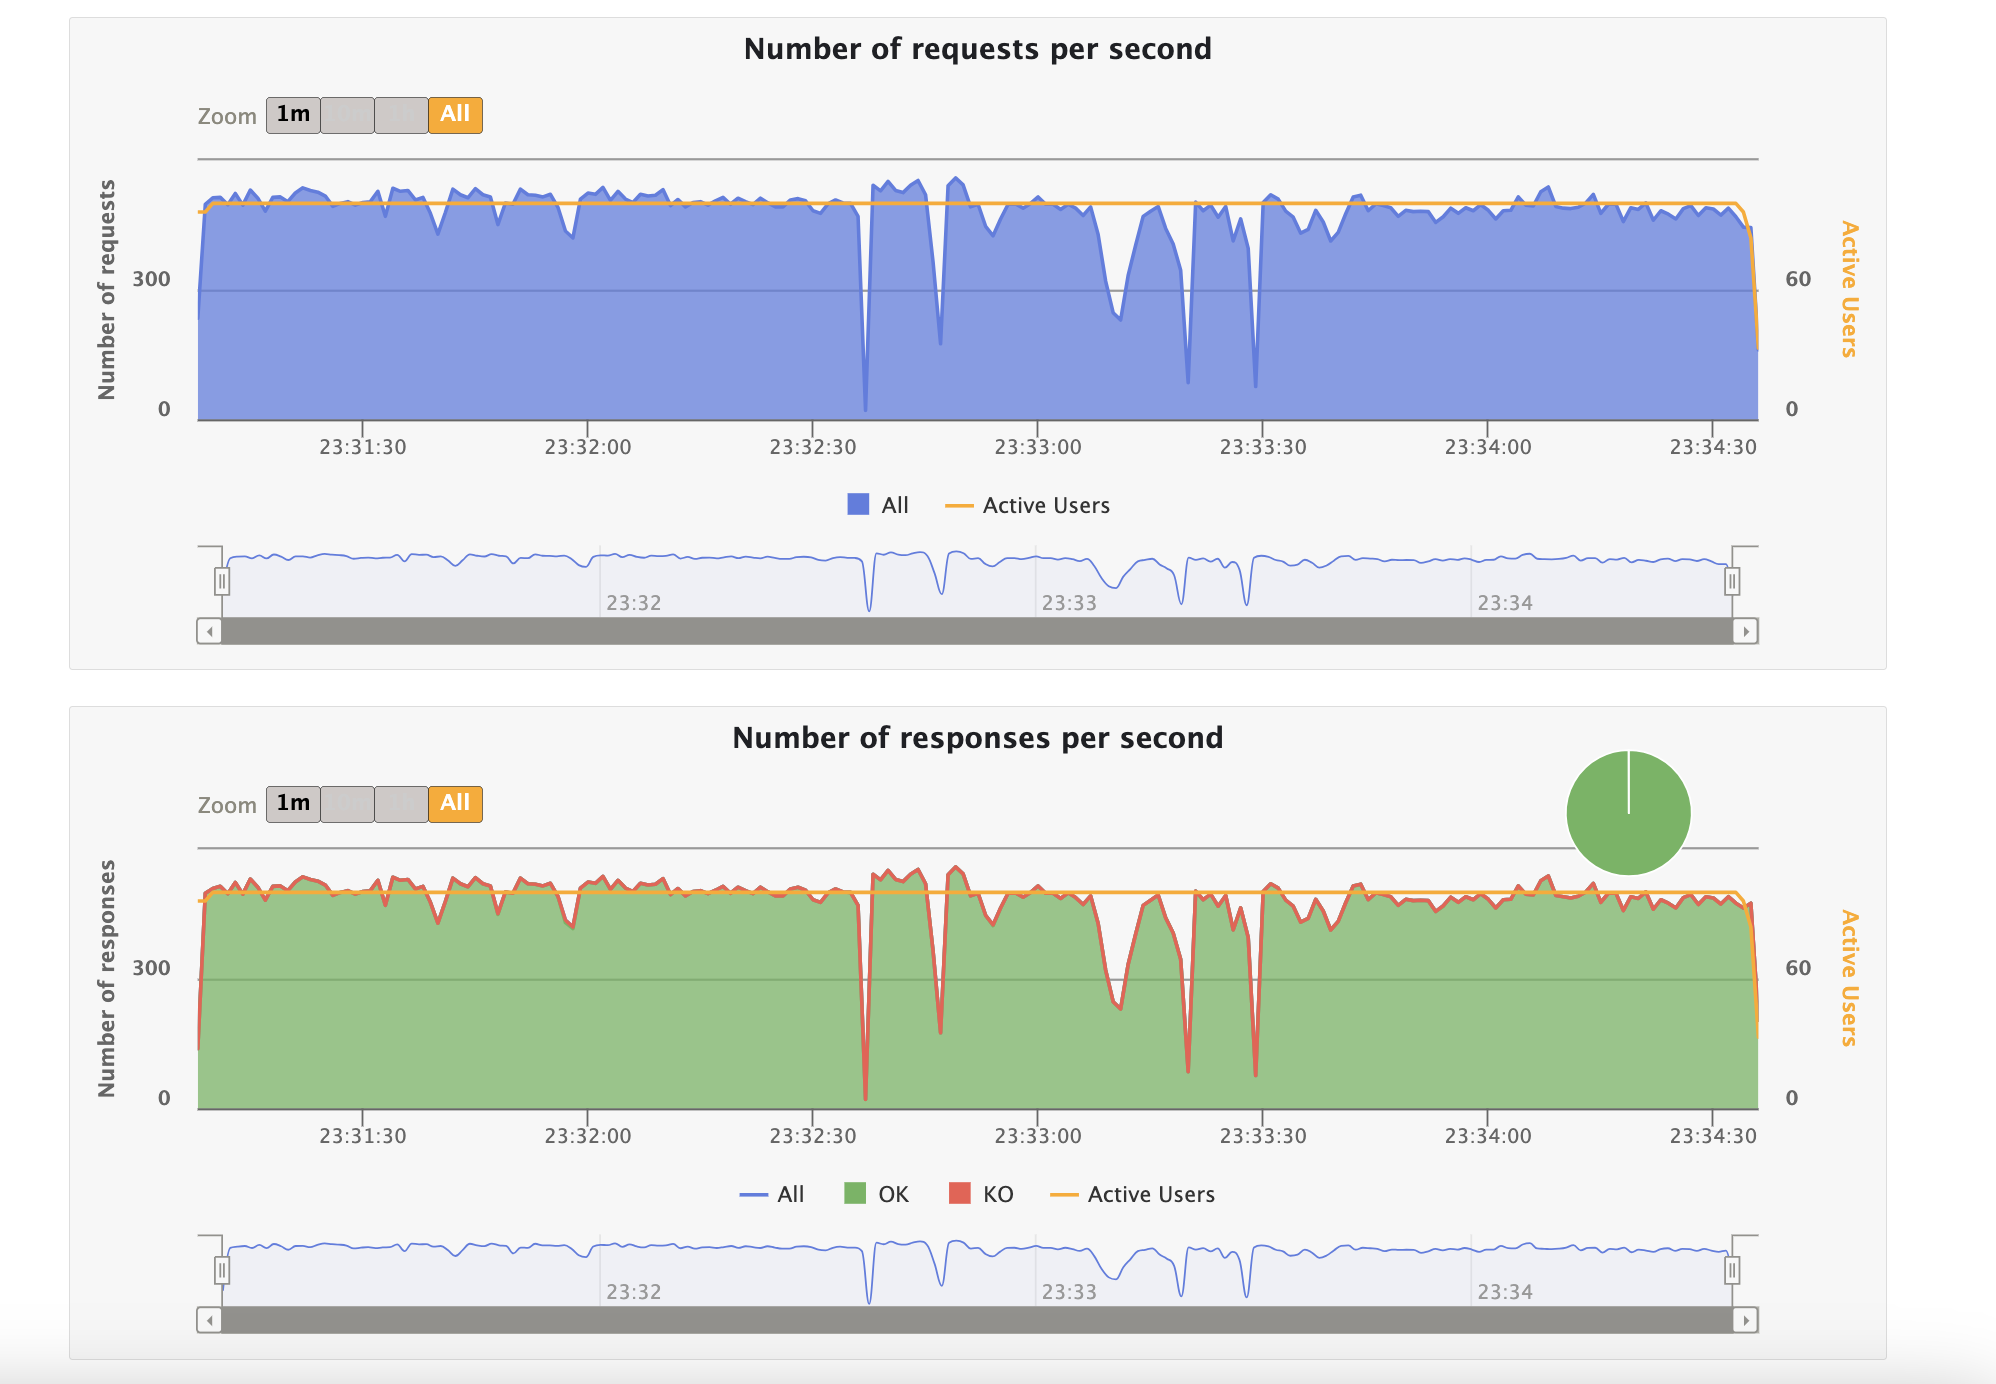 Number of requests per second
Zoom 1m All
Number of requests
300
0
60
0
Active Users
23:31:30 23:32:00 23:32:30 23:33:00 23:33:30 23:34:00 23:34:30
All Active Users
23:32 23:33 23:34
Number of responses per second
Zoom 1m All
Number of responses
300
0
60
0
Active Users
23:31:30 23:32:00 23:32:30 23:33:00 23:33:30 23:34:00 23:34:30
All OK KO Active Users
23:32 23:33 23:34